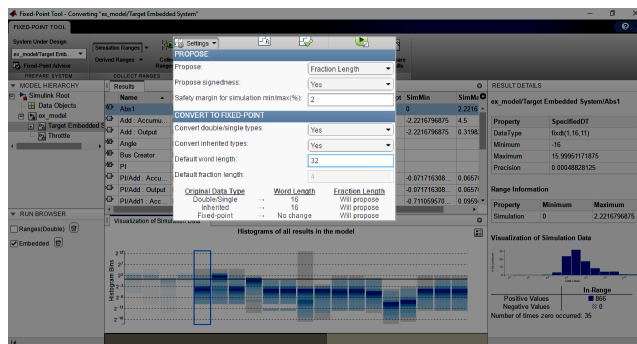 Fixed-Point Tool - Converting "ex_model/Target Embedded System"
FIXED-POINT TOOL
System Under Design
ex_model/Target Emb...
Fixed-Point Advisor
PREPARE SYSTEM
Simulation Ranges
Derived Ranges
COLLECT RANGES
Settings
PROPOSE
Propose: Fraction Length
Propose signedness: Yes
Safety margin for simulation min/max(%): 2
CONVERT TO FIXED-POINT
Convert double/single types: Yes
Convert inherited types: Yes
Default word length: 32
Default fraction length: 4
Original Data Type Word Length Fraction Length
Double/Single → 16 Will propose
Inherited → 16 Will propose
Fixed-point → No change Will propose
MODEL HIERARCHY
Simulink Root
Data Objects
ex_model
Target Embedded S
Throttle
RUN BROWSER
Ranges(Double)
Embedded
Results
Name
SimMin
Abs1 0 2.2216
Add : Accumu... -2.2216796875 4.5
Add : Output -2.2216796875 0.3198
Angle
Bus Creator
PI
PI/Add : Accu... -0.071716308...
PI/Add : Output -0.071716308...
PI/Add1 : Acc... -0.711059570...
Visualization of Simulation Data
Histograms of all results in the model
Histogram Bins
RESULT DETAILS
ex_model/Target Embedded System/Abs1
Property SpecifiedDT
DataType fixdt(1,16,11)
Minimum -16
Maximum 15.99951171875
Precision 0.00048828125
Range Information
Property Minimum Maximum
Simulation 0 2.2216796875
Visualization of Simulation Data
In-Range
Positive Values 866
Negative Values 0
Number of times zero occurred: 35